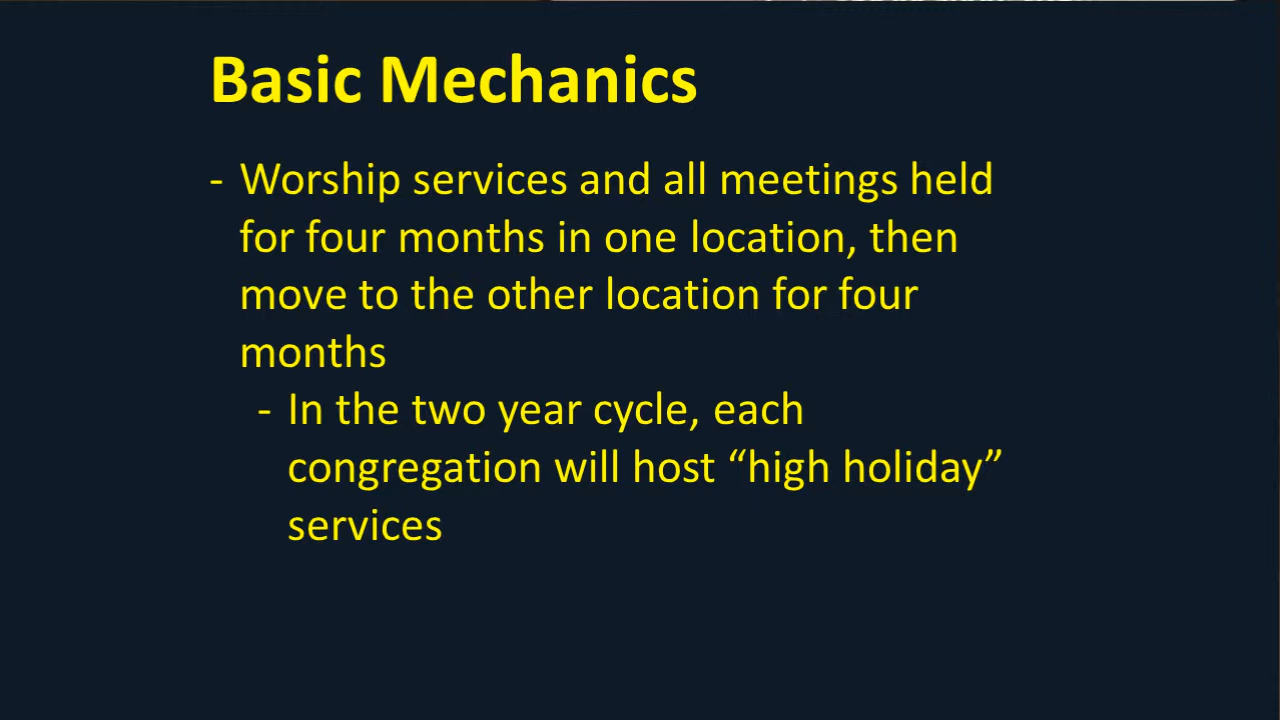 Basic Mechanics
- Worship services and all meetings held
for four months in one location, then
move to the other location for four
months
- In the two year cycle, each
congregation will host “high holiday”
services